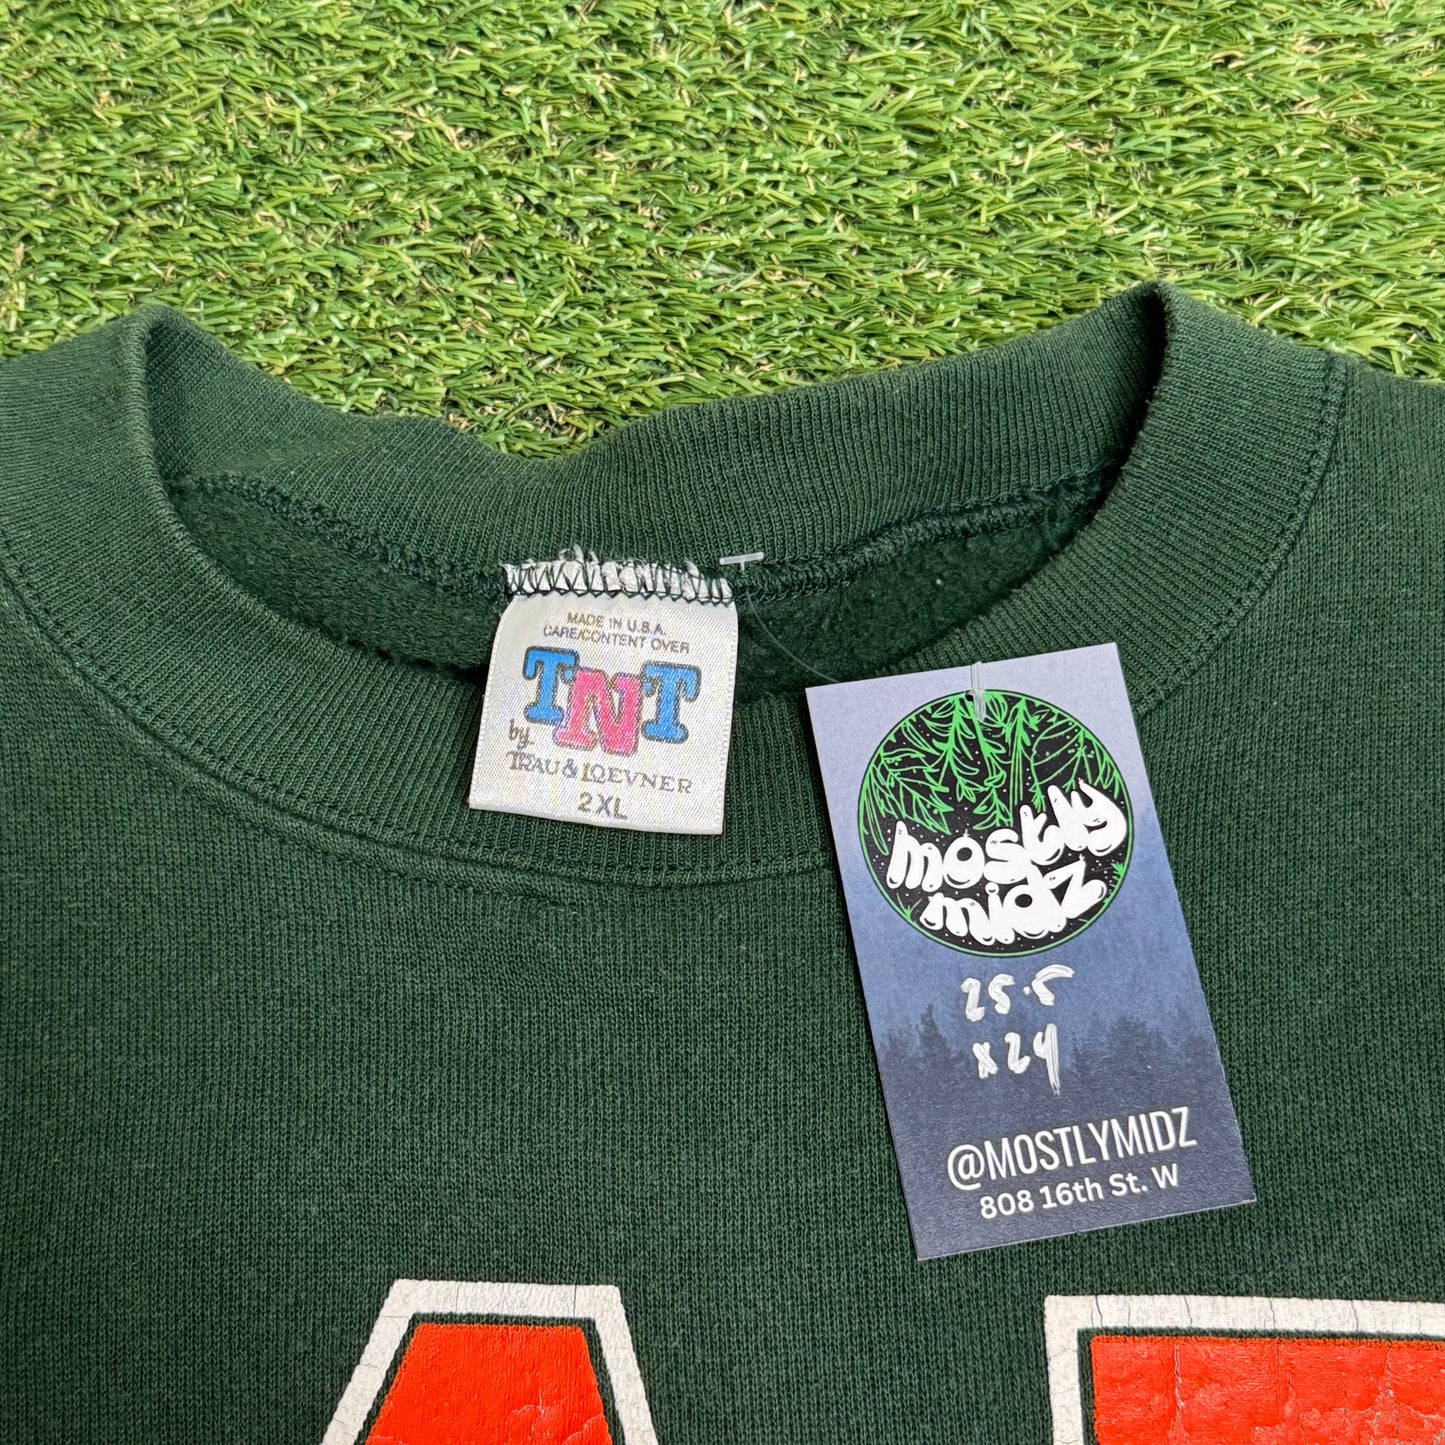 MADE IN U.S.A.
CARE/CONTENT OVER
TNT
by
TRAU & LOEVNER
2XL
mostly
midz
25.5
x24
@MOSTLYMIDZ
808 16th St. W